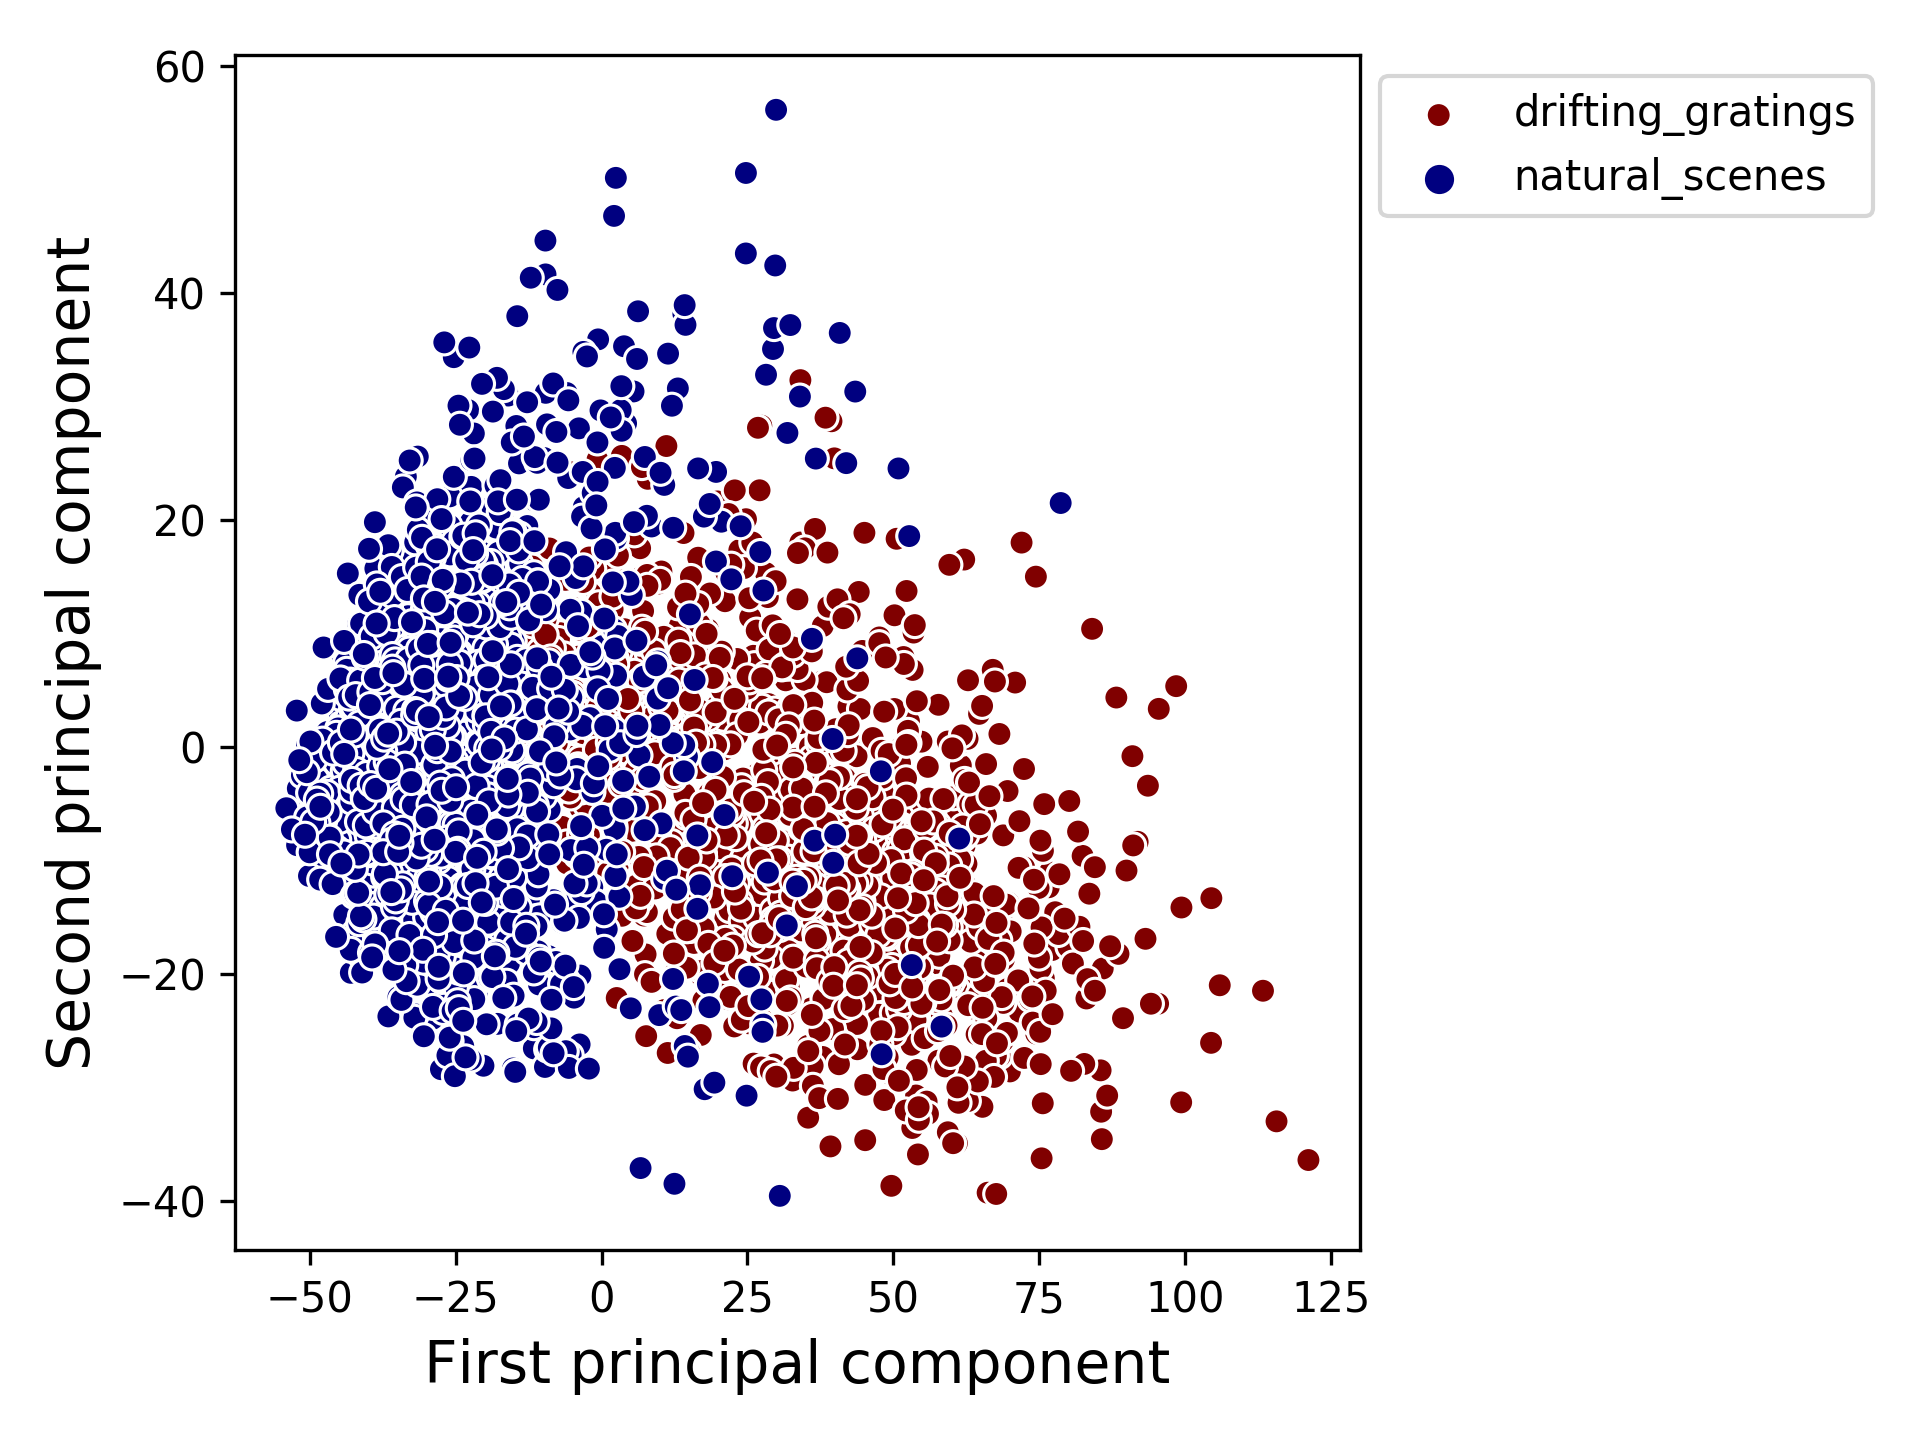 60
40
20
0
−20
−40
Second principal component
−50 −25 0 25 50 75 100 125
First principal component
drifting_gratings
natural_scenes